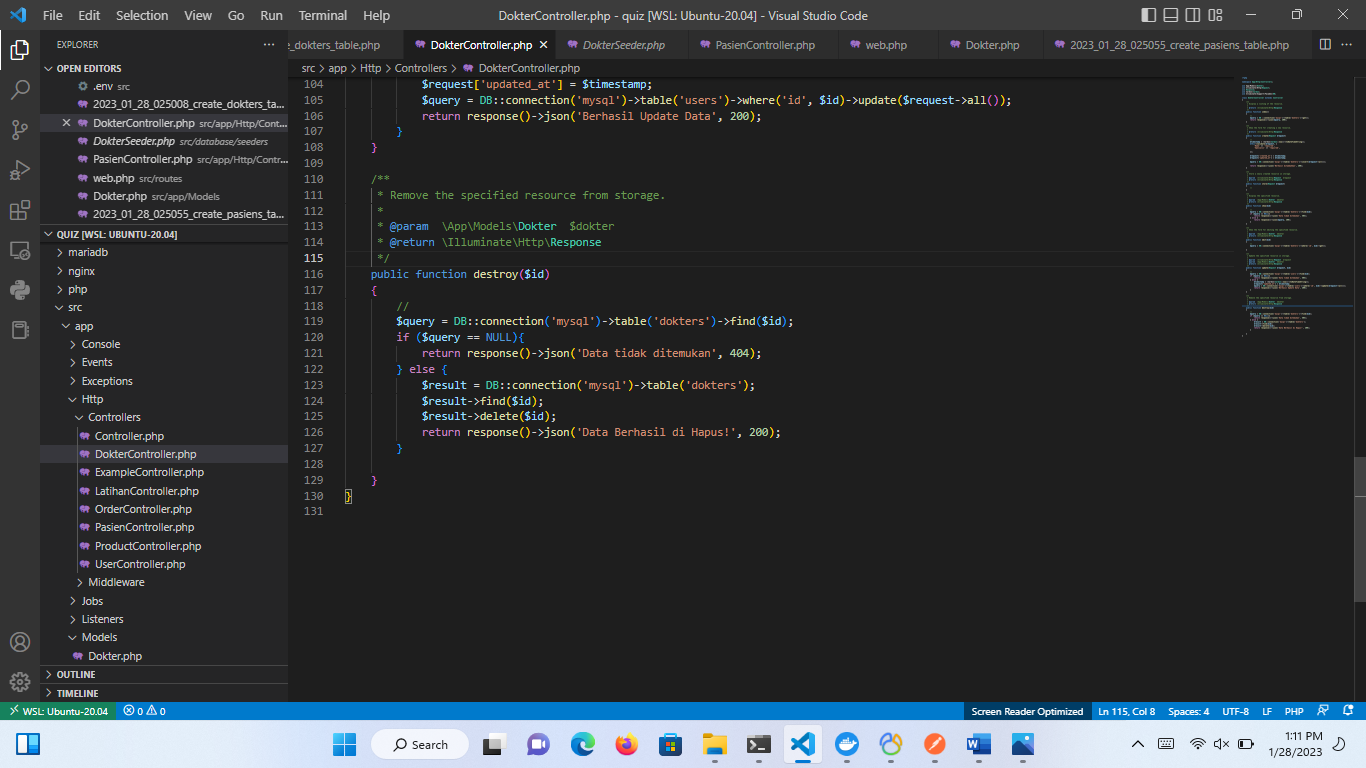 File Edit Selection View Go Run Terminal Help DokterController.php - quiz [WSL: Ubuntu-20.04] - Visual Studio Code
EXPLORER
e_dokters_table.php DokterController.php DokterSeeder.php PasienController.php web.php Dokter.php 2023_01_28_025055_create_pasiens_table.php
src > app > Http > Controllers > DokterController.php
OPEN EDITORS
.env src
2023_01_28_025008_create_dokters_ta...
DokterController.php src/app/Http/Cont...
DokterSeeder.php src/database/seeders
PasienController.php src/app/Http/Contr...
web.php src/routes
Dokter.php src/app/Models
2023_01_28_025055_create_pasiens_ta...
QUIZ [WSL: UBUNTU-20.04]
mariadb
nginx
php
src
app
Console
Events
Exceptions
Http
Controllers
Controller.php
DokterController.php
ExampleController.php
LatihanController.php
OrderController.php
PasienController.php
ProductController.php
UserController.php
Middleware
Jobs
Listeners
Models
Dokter.php
OUTLINE
TIMELINE
104 $request['updated_at'] = $timestamp;
105 $query = DB::connection('mysql')->table('users')->where('id', $id)->update($request->all());
106 return response()->json('Berhasil Update Data', 200);
107 }
108 }
109
110 /**
111 * Remove the specified resource from storage.
112 *
113 * @param  \App\Models\Dokter  $dokter
114 * @return \Illuminate\Http\Response
115 */
116 public function destroy($id)
117 {
118 //
119 $query = DB::connection('mysql')->table('dokters')->find($id);
120 if ($query == NULL){
121 return response()->json('Data tidak ditemukan', 404);
122 } else {
123 $result = DB::connection('mysql')->table('dokters');
124 $result->find($id);
125 $result->delete($id);
126 return response()->json('Data Berhasil di Hapus!', 200);
127 }
128
129 }
130 }
131
WSL: Ubuntu-20.04 0 0 Screen Reader Optimized Ln 115, Col 8 Spaces: 4 UTF-8 LF PHP
Search
1:11 PM
1/28/2023